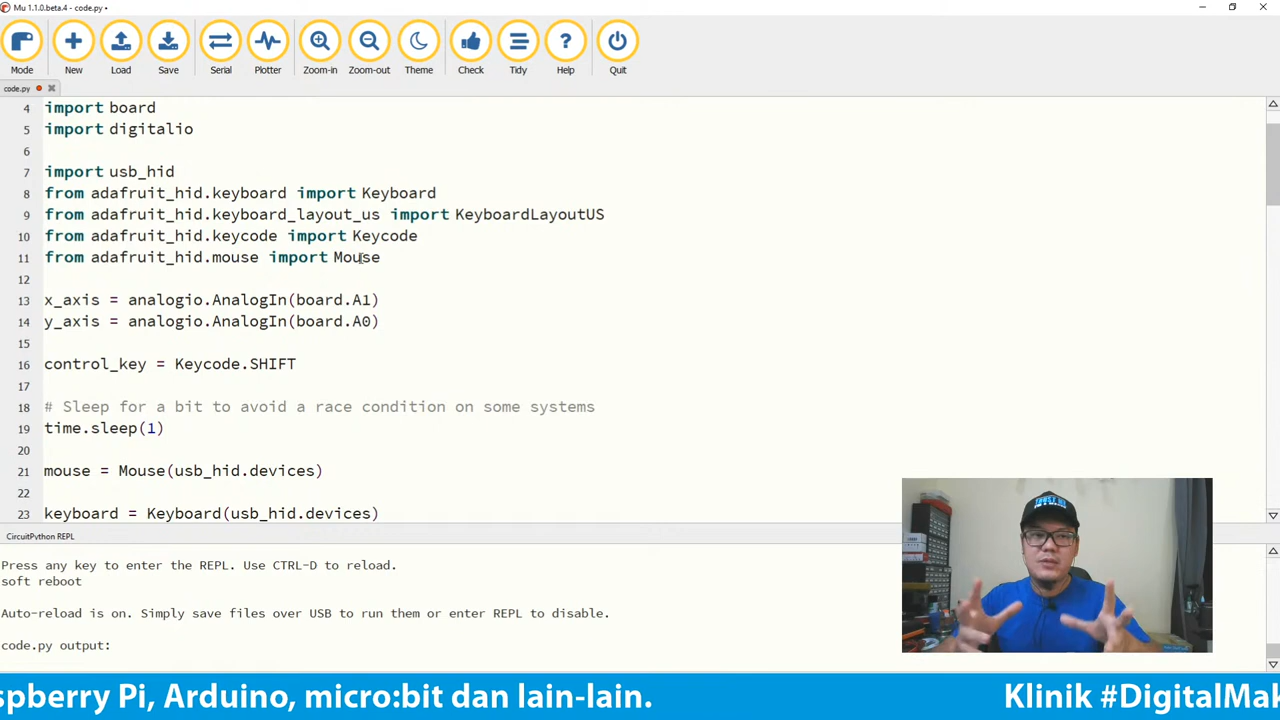 Mu 1.1.0.beta.4 - code.py •
Mode New Load Save Serial Plotter Zoom-in Zoom-out Theme Check Tidy Help Quit
code.py
4 import board
5 import digitalio
6
7 import usb_hid
8 from adafruit_hid.keyboard import Keyboard
9 from adafruit_hid.keyboard_layout_us import KeyboardLayoutUS
10 from adafruit_hid.keycode import Keycode
11 from adafruit_hid.mouse import Mouse
12
13 x_axis = analogio.AnalogIn(board.A1)
14 y_axis = analogio.AnalogIn(board.A0)
15
16 control_key = Keycode.SHIFT
17
18 # Sleep for a bit to avoid a race condition on some systems
19 time.sleep(1)
20
21 mouse = Mouse(usb_hid.devices)
22
23 keyboard = Keyboard(usb_hid.devices)
CircuitPython REPL
Press any key to enter the REPL. Use CTRL-D to reload.
soft reboot
Auto-reload is on. Simply save files over USB to run them or enter REPL to disable.
code.py output:
spberry Pi, Arduino, micro:bit dan lain-lain. Klinik #DigitalMak